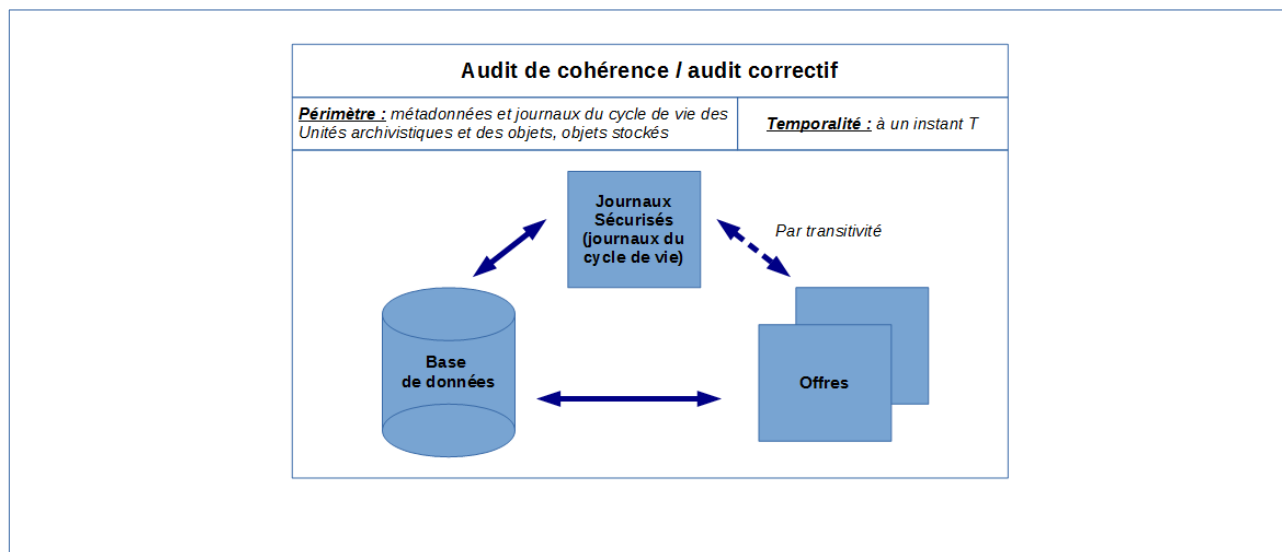 Audit de cohérence / audit correctif
Périmètre : métadonnées et journaux du cycle de vie des
Unités archivistiques et des objets, objets stockés
Temporalité : à un instant T
Journaux
Sécurisés
(journaux du
cycle de vie)
Par transitivité
Base
de données
Offres